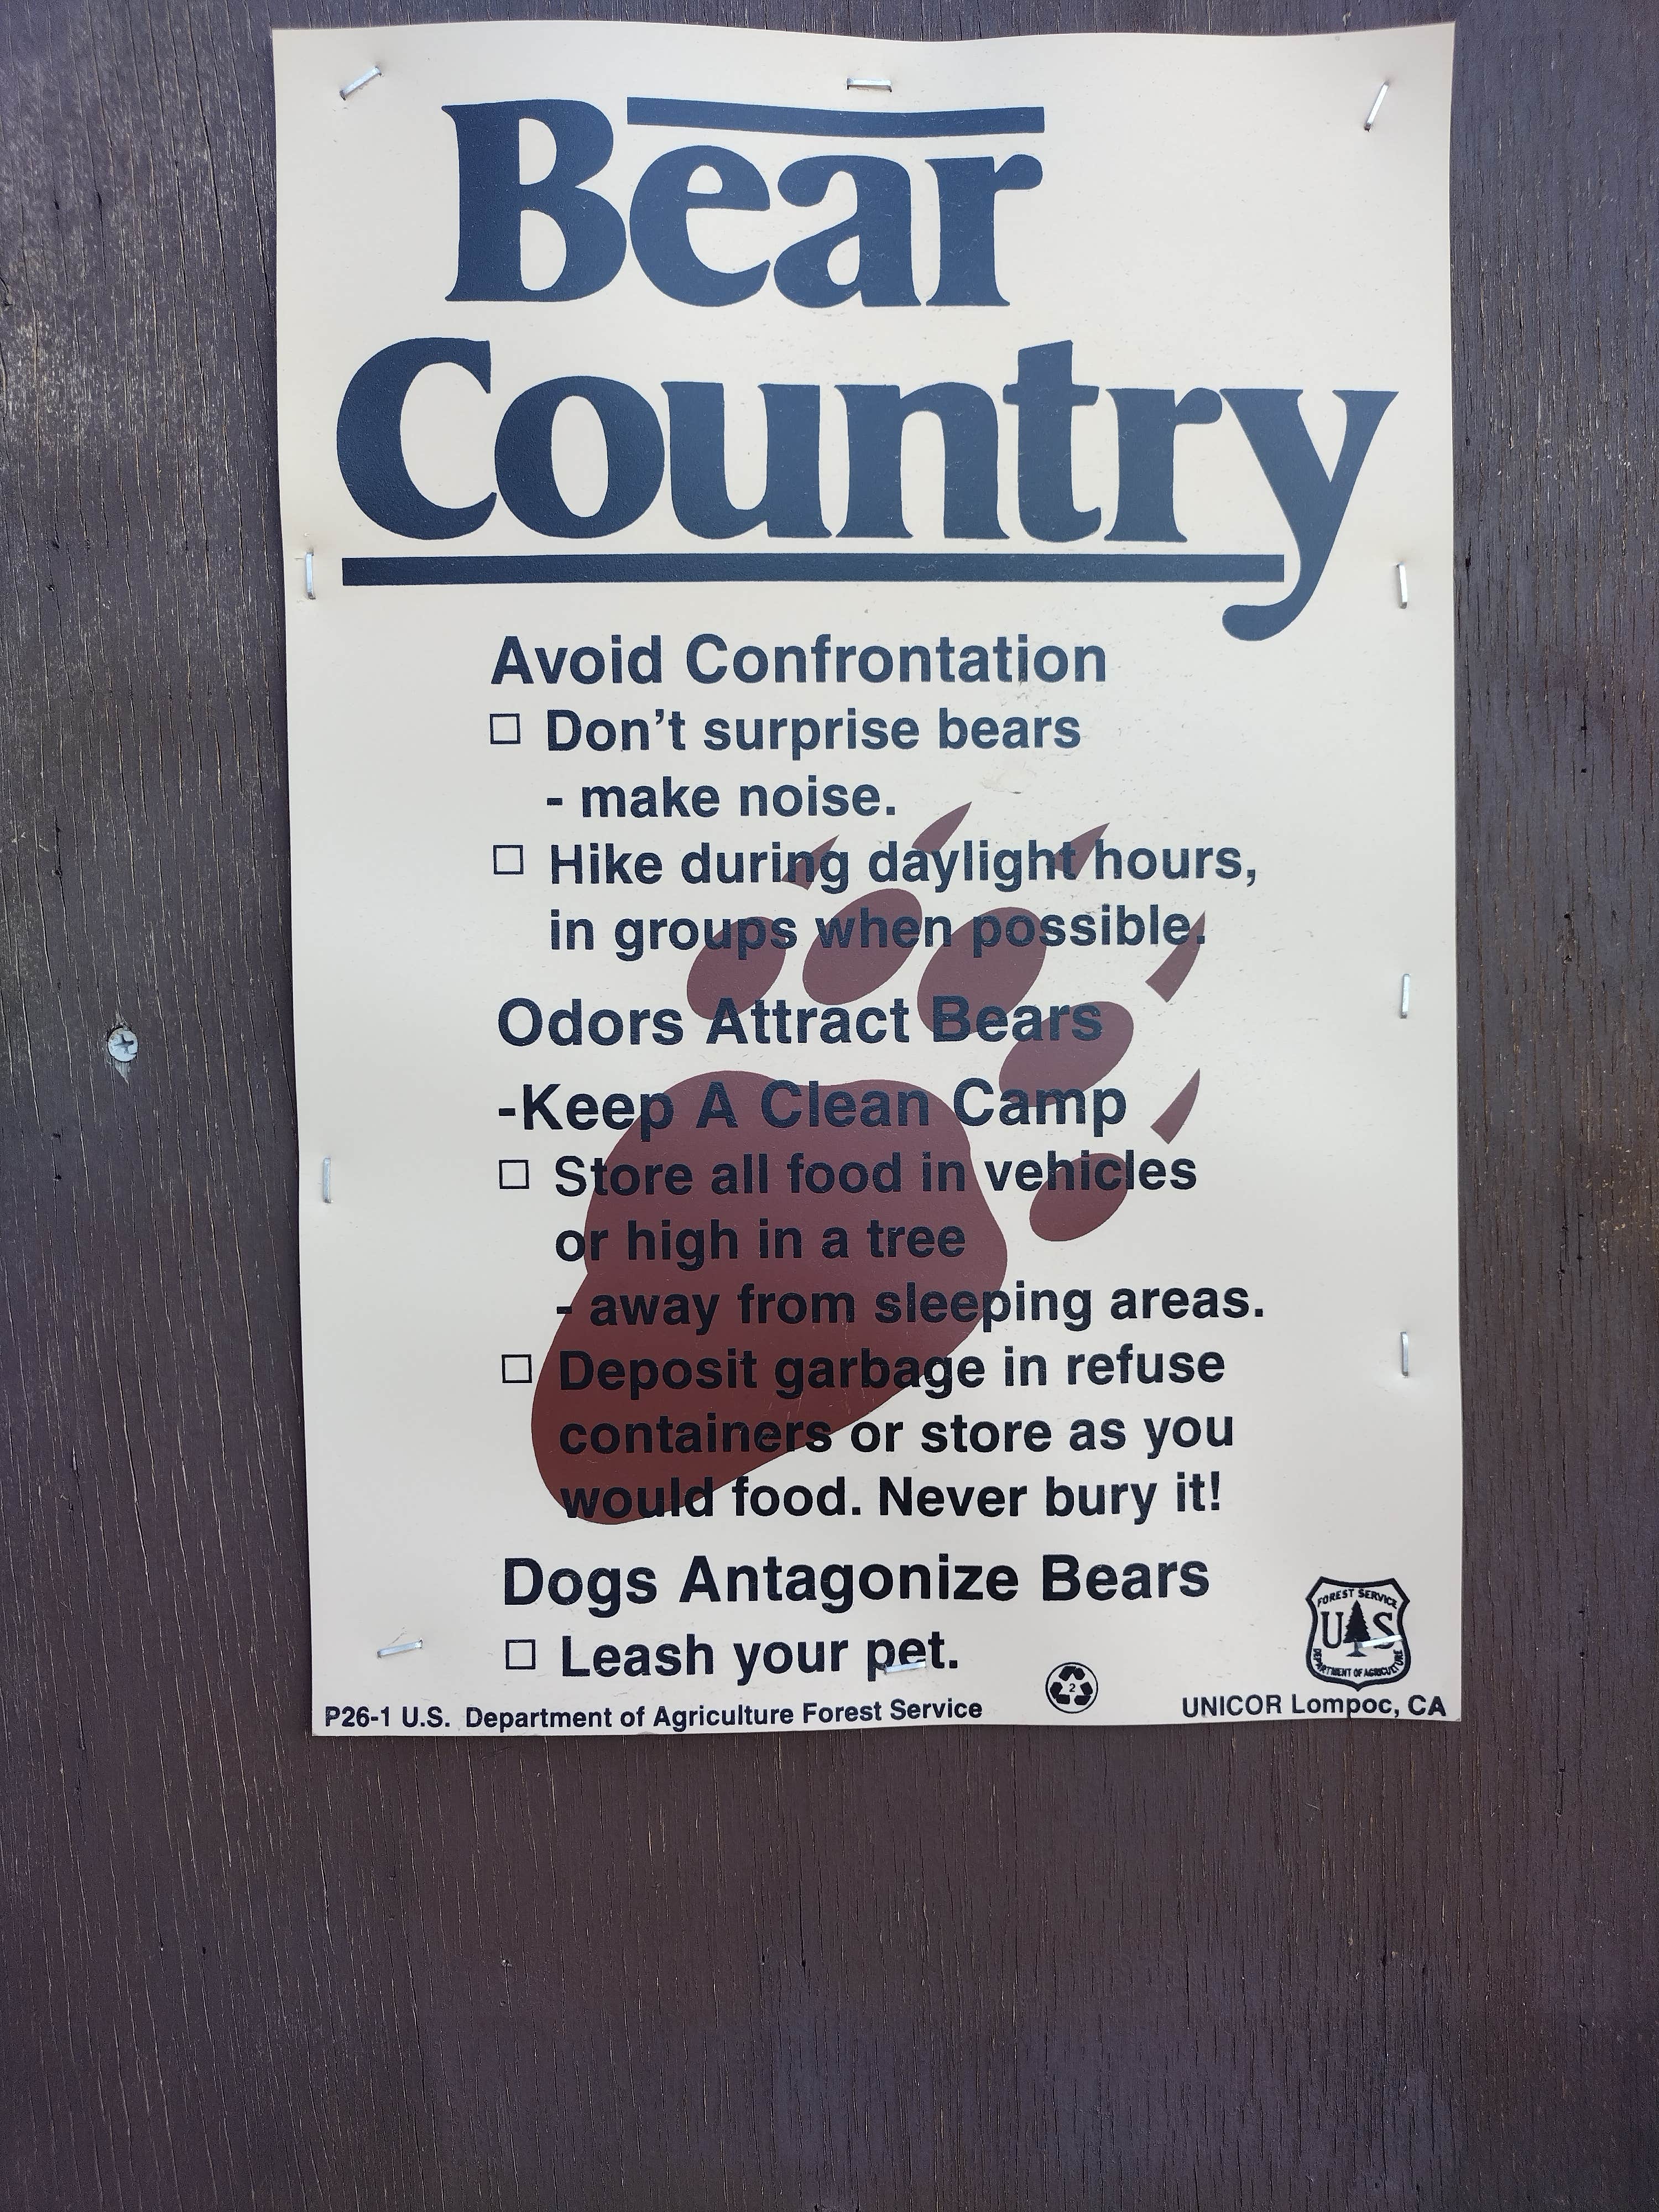 Bear
Country
Avoid Confrontation
□ Don't surprise bears
- make noise.
□ Hike during daylight hours,
in groups when possible.
Odors Attract Bears
-Keep A Clean Camp
□ Store all food in vehicles
or high in a tree
- away from sleeping areas.
□ Deposit garbage in refuse
containers or store as you
would food. Never bury it!
Dogs Antagonize Bears
□ Leash your pet.
FOREST SERVICE
U S
DEPARTMENT OF AGRICULTURE
2
P26-1 U.S. Department of Agriculture Forest Service
UNICOR Lompoc, CA